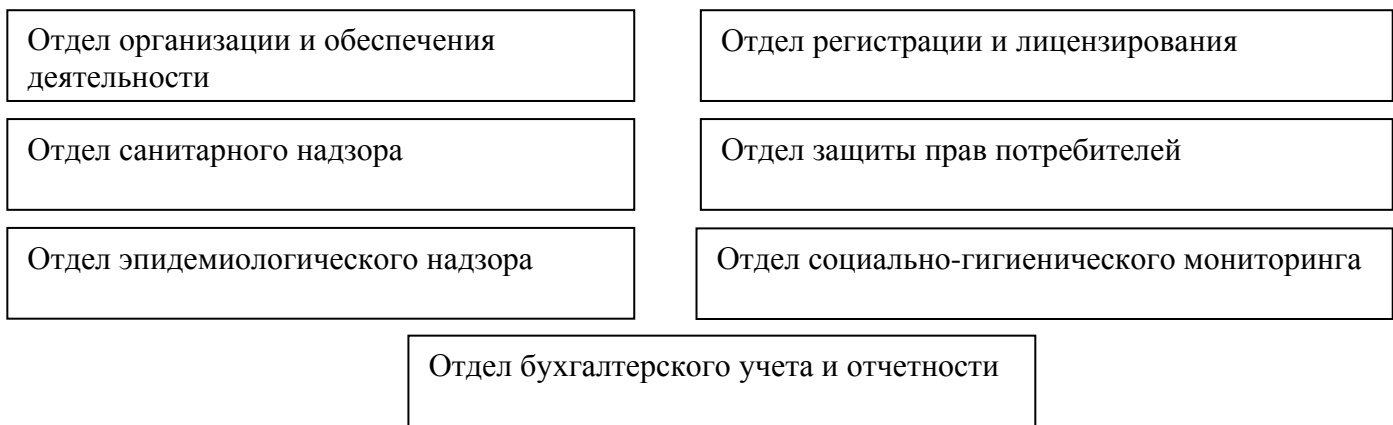 Отдел организации и обеспечения
деятельности
Отдел регистрации и лицензирования
Отдел санитарного надзора
Отдел защиты прав потребителей
Отдел эпидемиологического надзора
Отдел социально-гигиенического мониторинга
Отдел бухгалтерского учета и отчетности